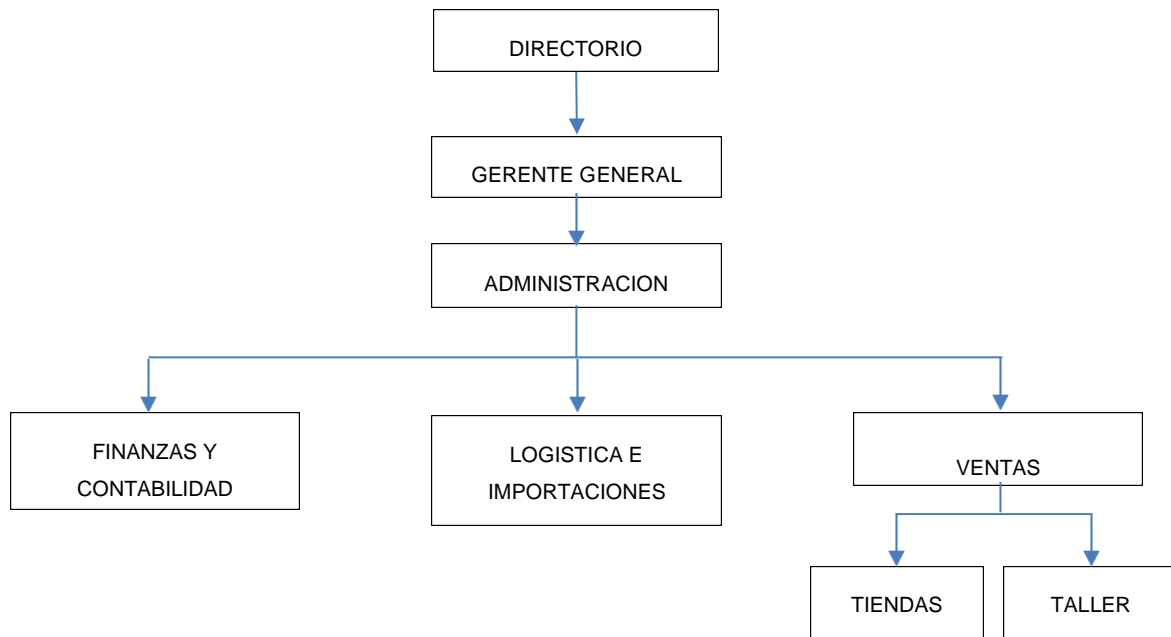 DIRECTORIO
GERENTE GENERAL
ADMINISTRACION
FINANZAS Y
CONTABILIDAD
LOGISTICA E
IMPORTACIONES
VENTAS
TIENDAS
TALLER